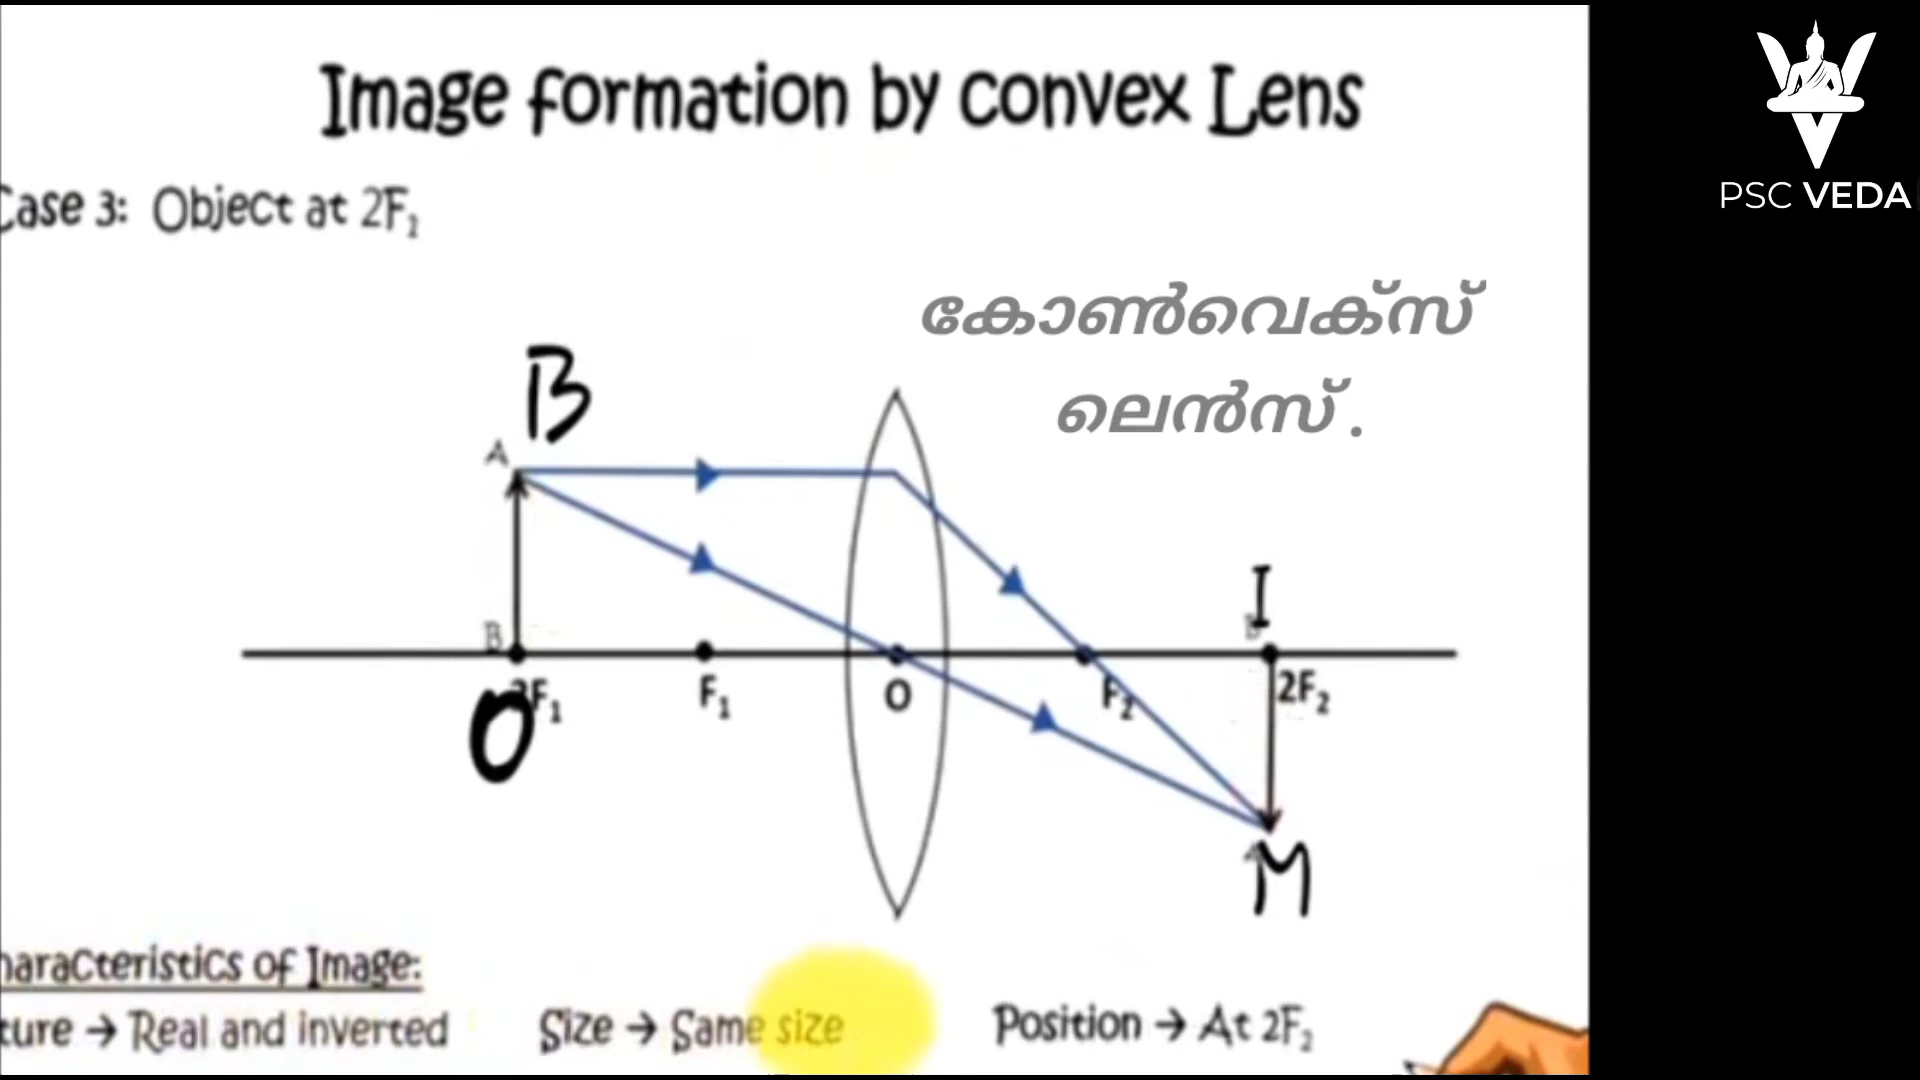 Image formation by convex Lens
PSC VEDA
Case 3: Object at 2F₁
കോൺവെക്സ്
ലെൻസ് .
B
A
I
B
2F₁ F₁ O F₂ 2F₂
O
M
haracteristics of Image:
ture → Real and inverted Size → Same size Position → At 2F₂